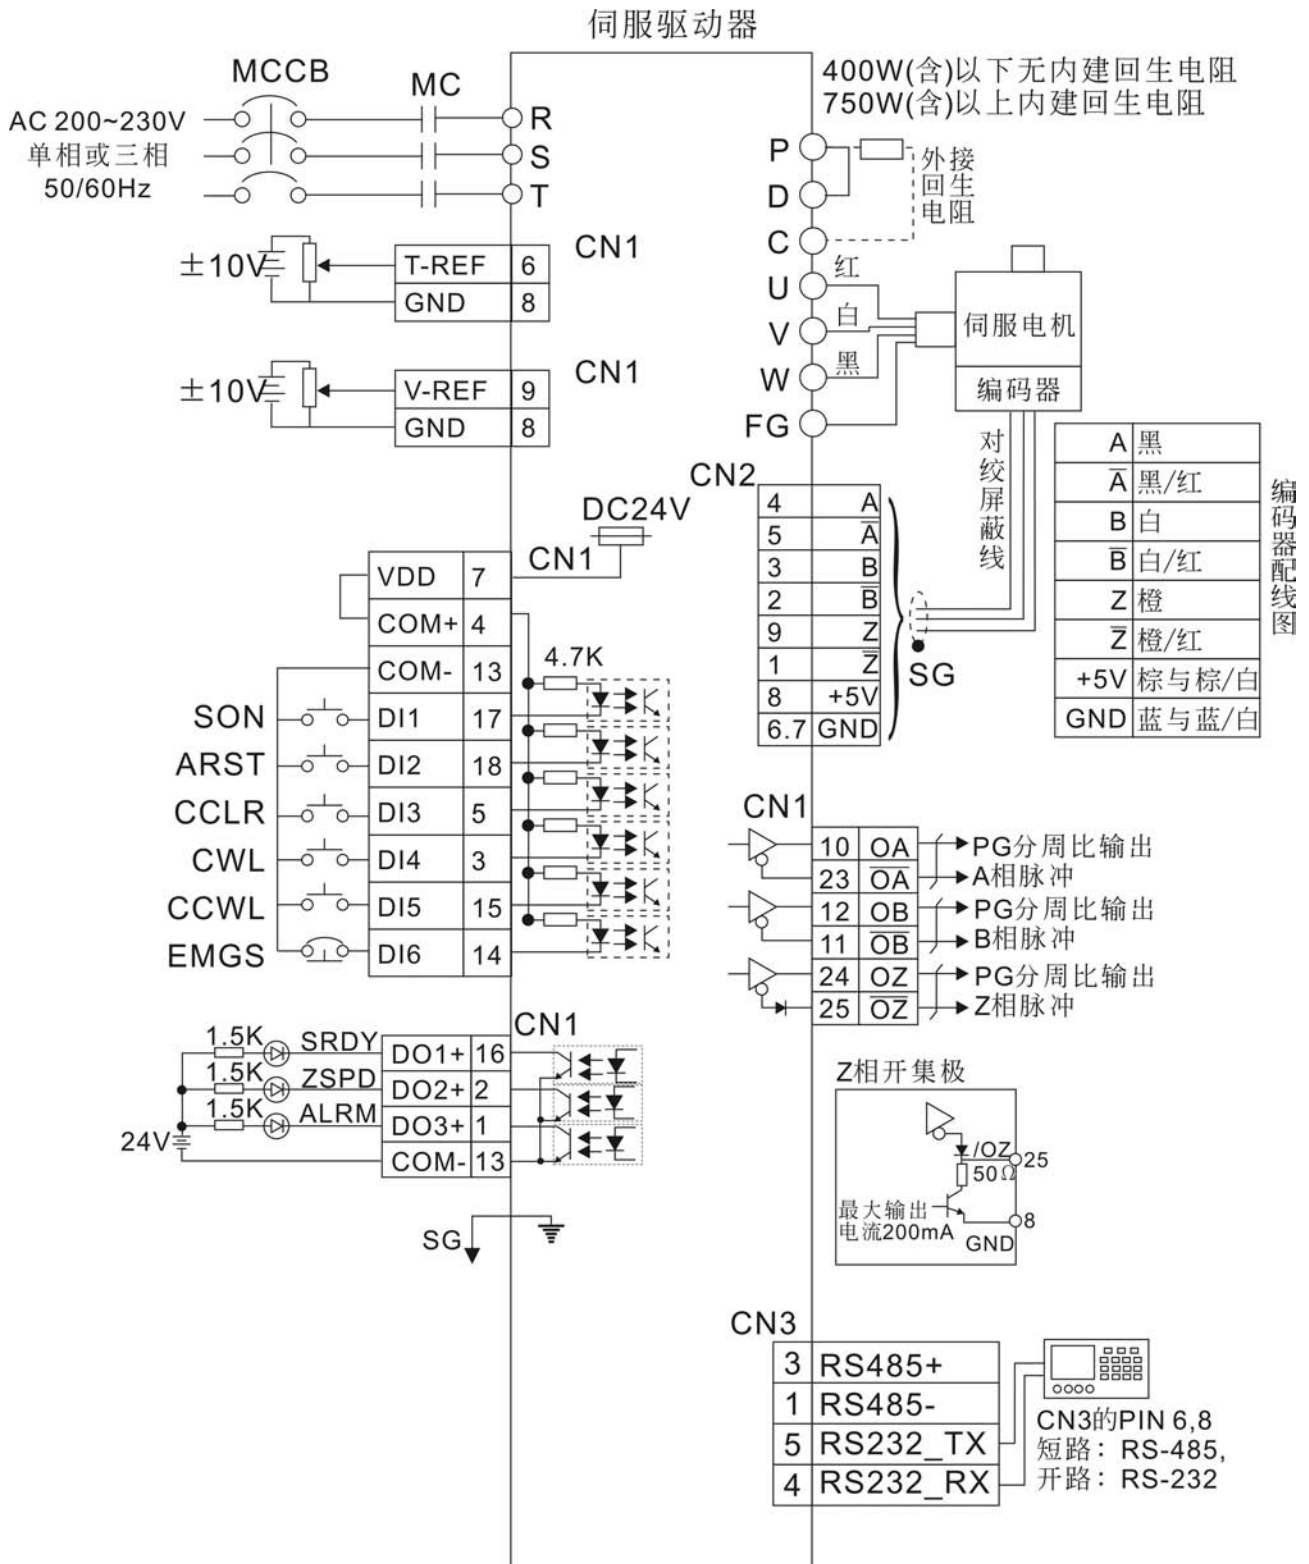 伺服驱动器
MCCB
MC
AC 200~230V
单相或三相
50/60Hz
R
S
T
400W(含)以下无内建回生电阻
750W(含)以上内建回生电阻
P
D
C
外接
回生
电阻
±10V
T-REF 6
GND 8
CN1
±10V
V-REF 9
GND 8
CN1
U 红
V 白
W 黑
FG
伺服电机
编码器
对绞屏蔽线
A 黑
A̅ 黑/红
B 白
B̅ 白/红
Z 橙
Z̅ 橙/红
+5V 棕与棕/白
GND 蓝与蓝/白
编码器配线图
CN2
4 A
5 A̅
3 B
2 B̅
9 Z
1 Z̅
8 +5V
6.7 GND
SG
DC24V
CN1
VDD 7
COM+ 4
COM- 13
4.7K
SON DI1 17
ARST DI2 18
CCLR DI3 5
CWL DI4 3
CCWL DI5 15
EMGS DI6 14
CN1
10 OA PG分周比输出
23 O̅A̅ A相脉冲
12 OB PG分周比输出
11 O̅B̅ B相脉冲
24 OZ PG分周比输出
25 O̅Z̅ Z相脉冲
CN1
1.5K SRDY DO1+ 16
1.5K ZSPD DO2+ 2
1.5K ALRM DO3+ 1
24V COM- 13
SG
Z相开集极
/OZ 25
50Ω
最大输出
电流200mA
8
GND
CN3
3 RS485+
1 RS485-
5 RS232_TX
4 RS232_RX
CN3的PIN 6,8
短路：RS-485,
开路：RS-232